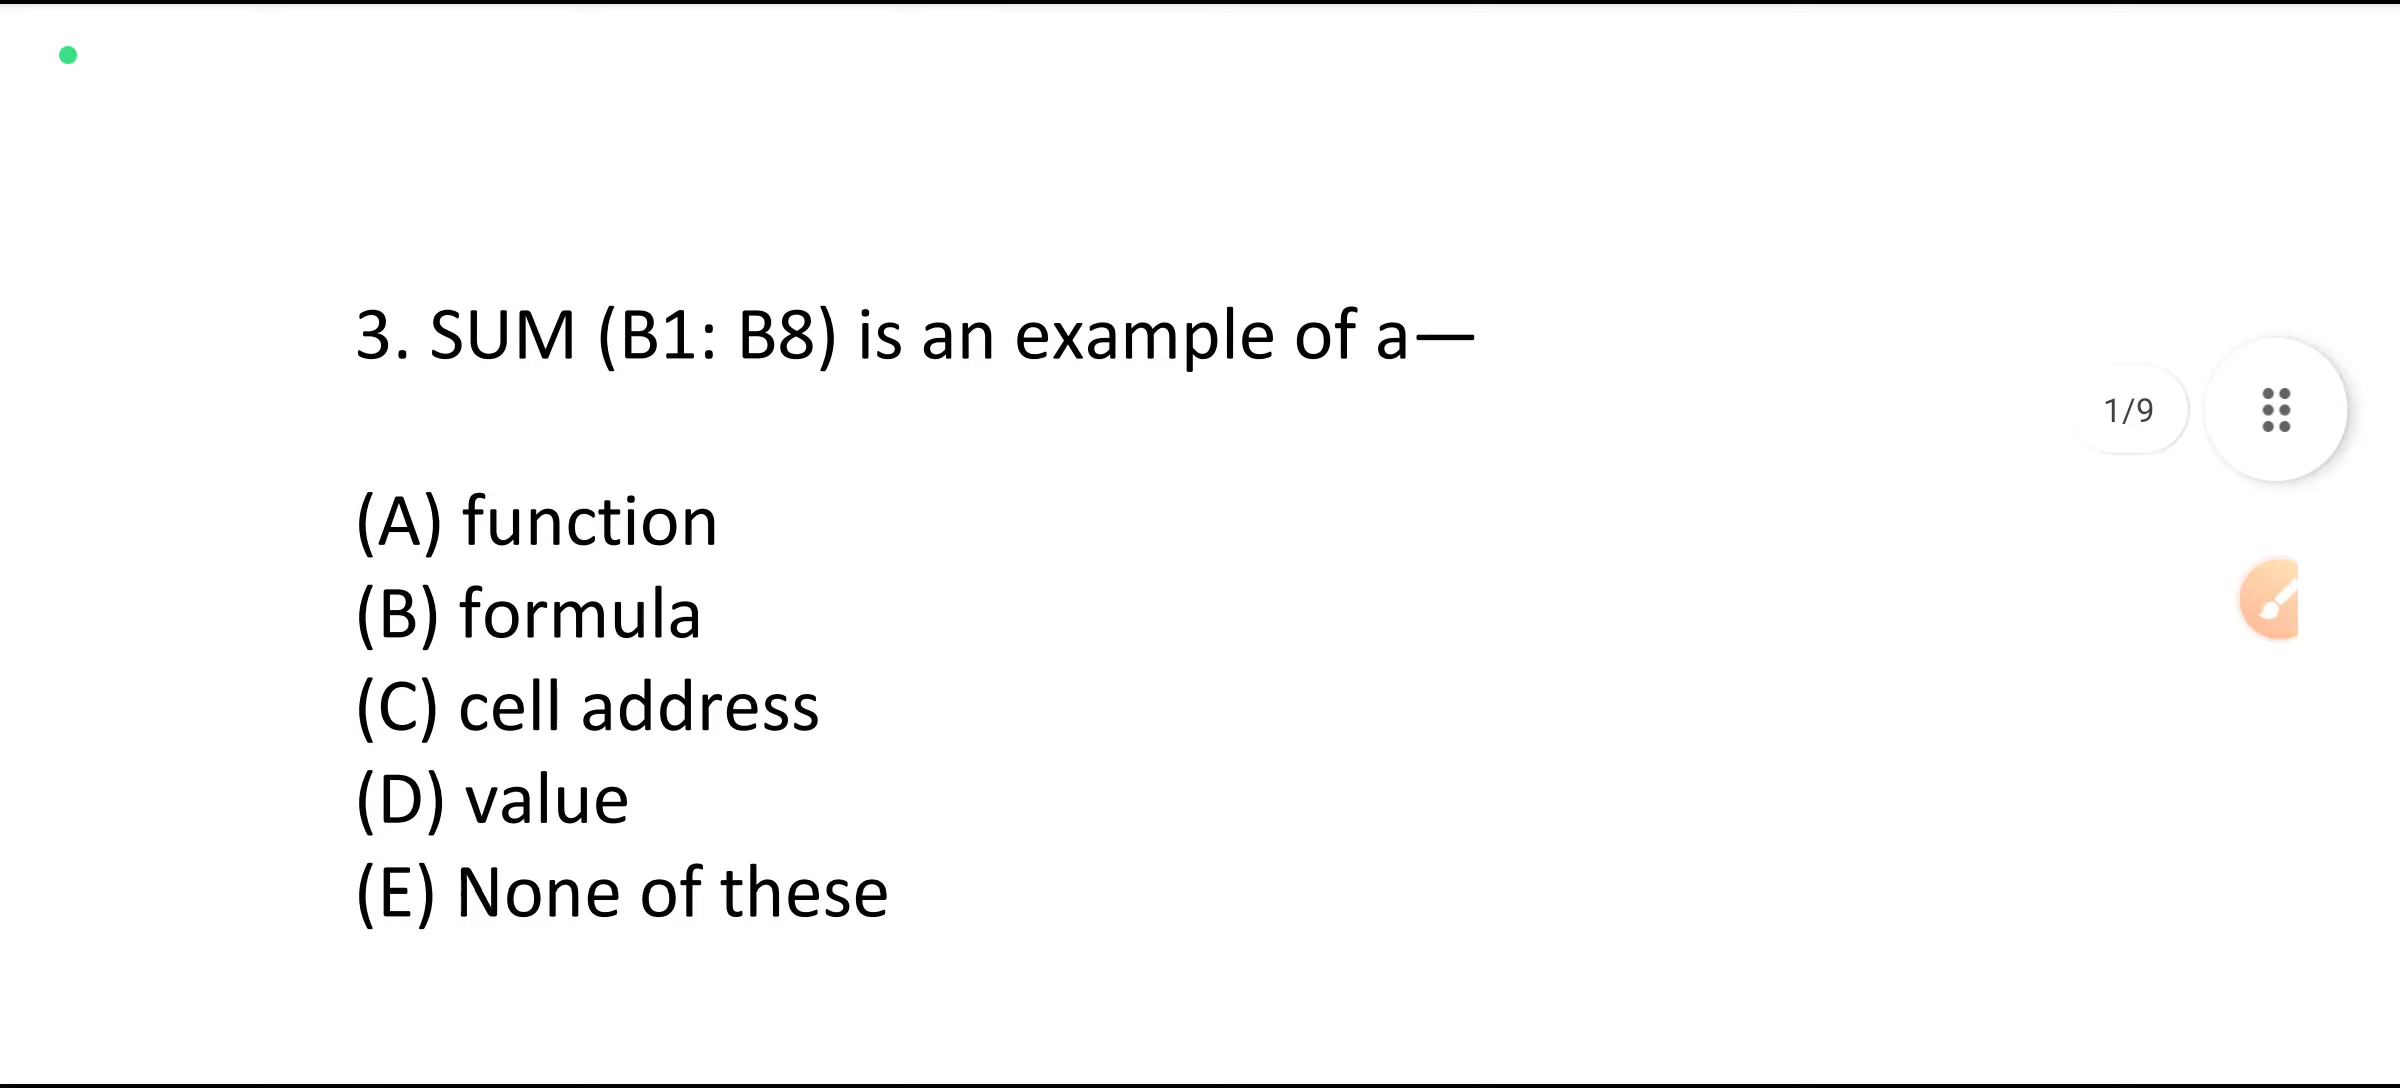 3. SUM (B1: B8) is an example of a—
1/9
(A) function
(B) formula
(C) cell address
(D) value
(E) None of these